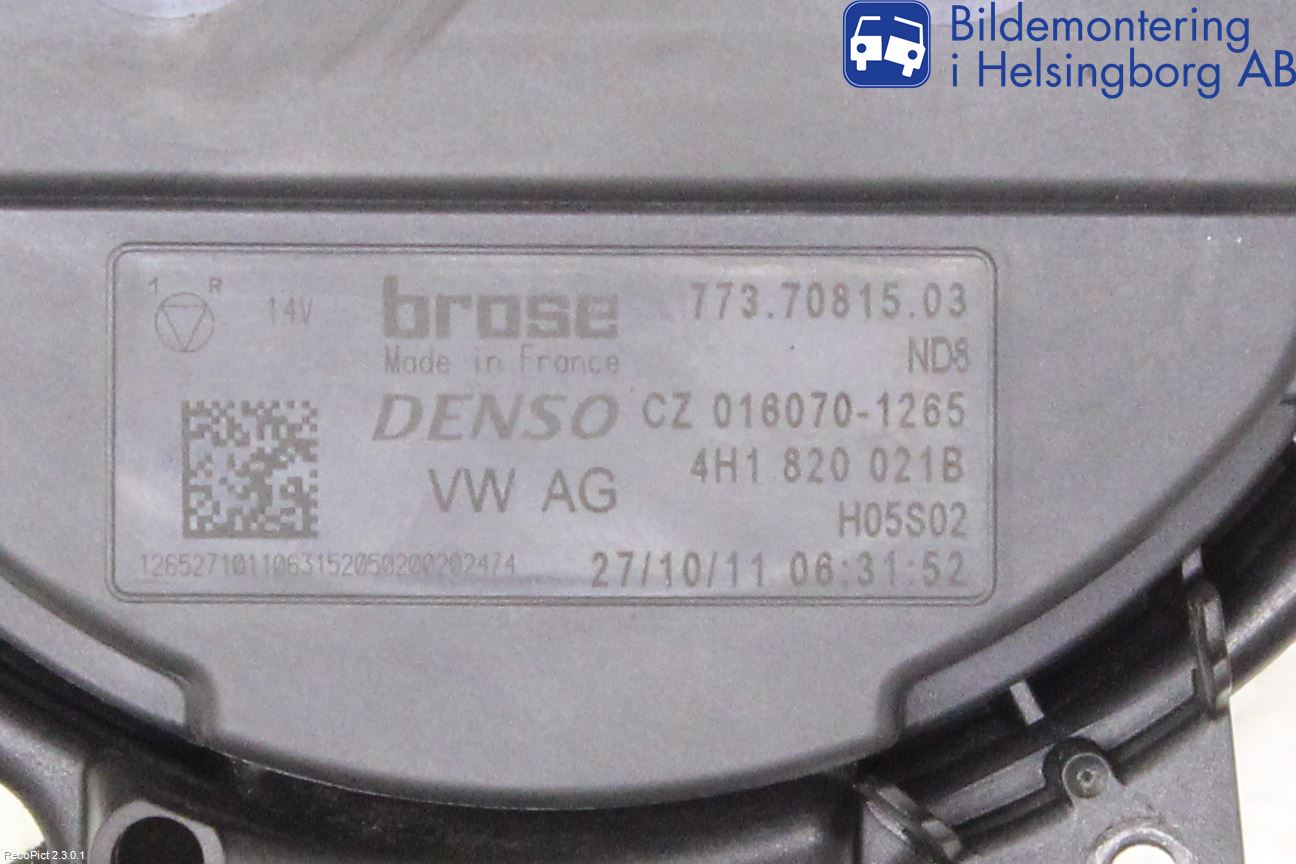 Bildemontering
i Helsingborg AB
1 R
14V
brose
773.70815.03
Made in France
ND8
DENSO
CZ 016070-1265
VW AG
4H1 820 021B
H05S02
1265271011063152050200202474
27/10/11 06:31:52
RecoPict 2.3.0.1